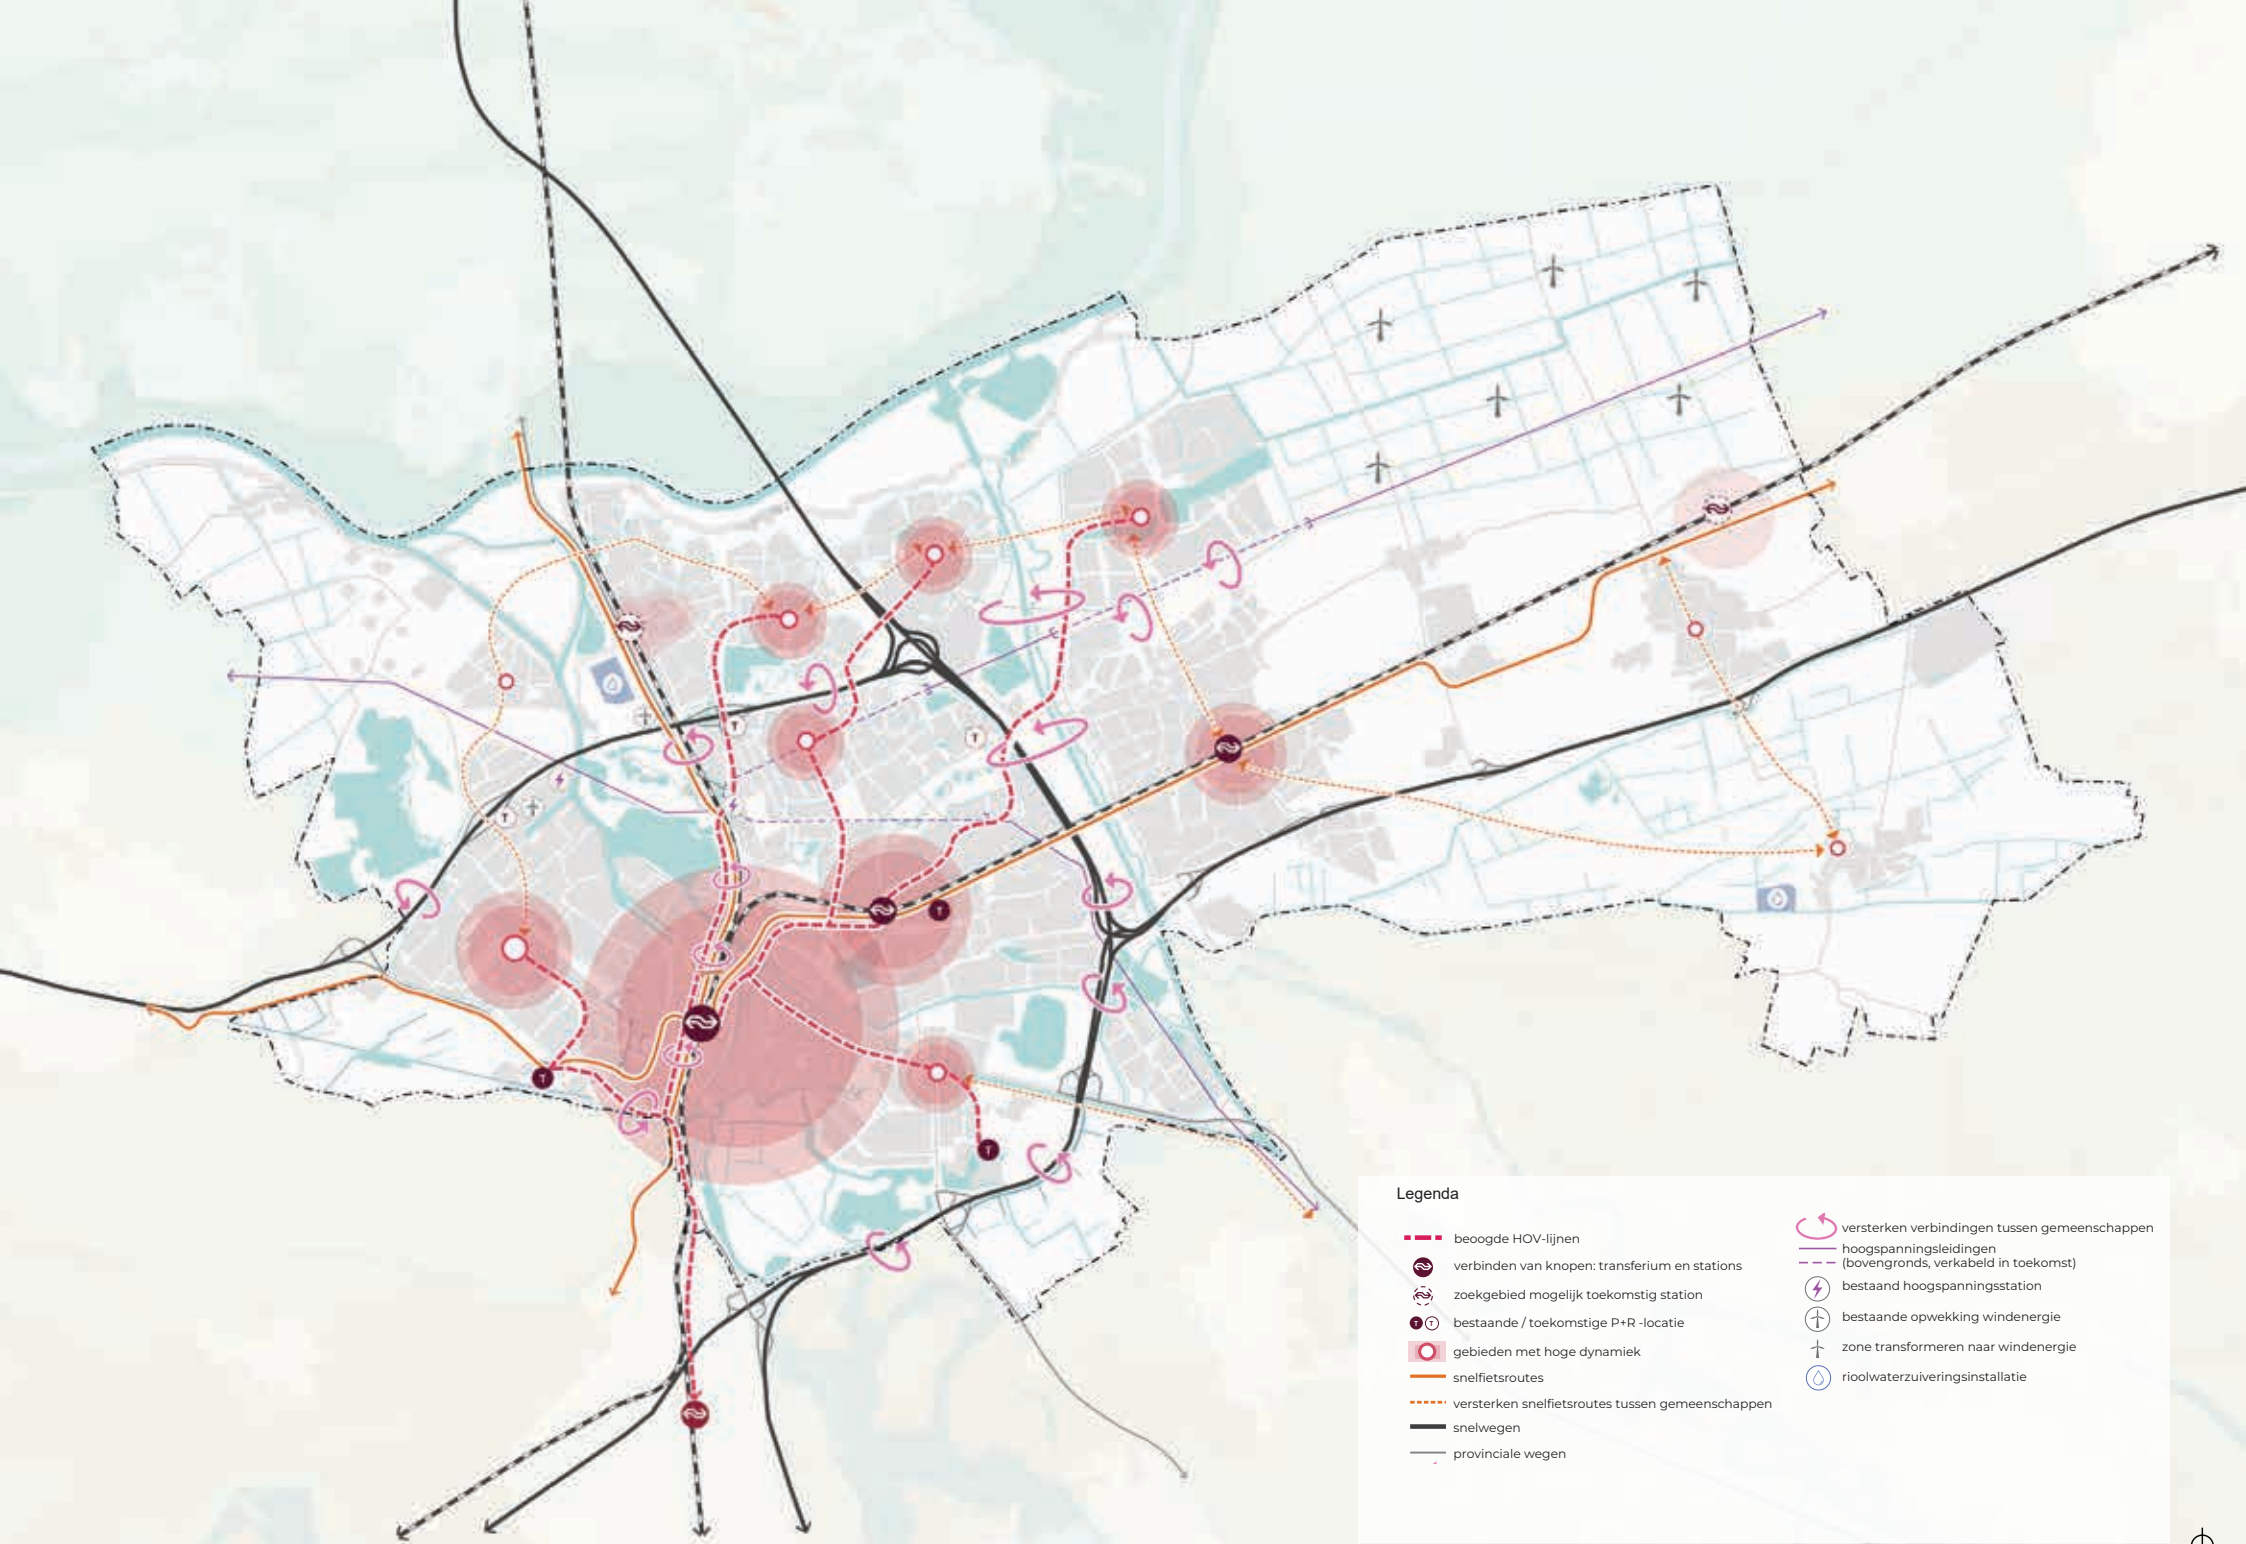 T
T
T
T
T
T
Legenda
beoogde HOV-lijnen
verbinden van knopen: transferium en stations
zoekgebied mogelijk toekomstig station
T T bestaande / toekomstige P+R -locatie
gebieden met hoge dynamiek
snelfietsroutes
versterken snelfietsroutes tussen gemeenschappen
snelwegen
provinciale wegen
versterken verbindingen tussen gemeenschappen
hoogspanningsleidingen
(bovengronds, verkabeld in toekomst)
bestaand hoogspanningsstation
bestaande opwekking windenergie
zone transformeren naar windenergie
rioolwaterzuiveringsinstallatie